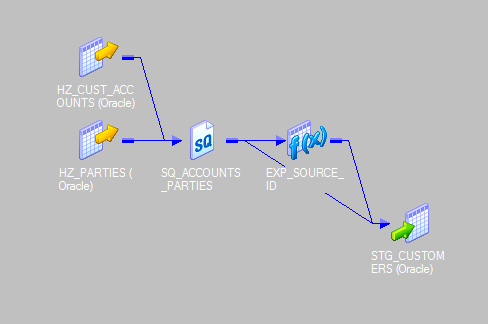 HZ_CUST_ACC
OUNTS (Oracle)
HZ_PARTIES (
Oracle)
SQ
SQ_ACCOUNTS
_PARTIES
f(x)
EXP_SOURCE_
ID
STG_CUSTOM
ERS (Oracle)